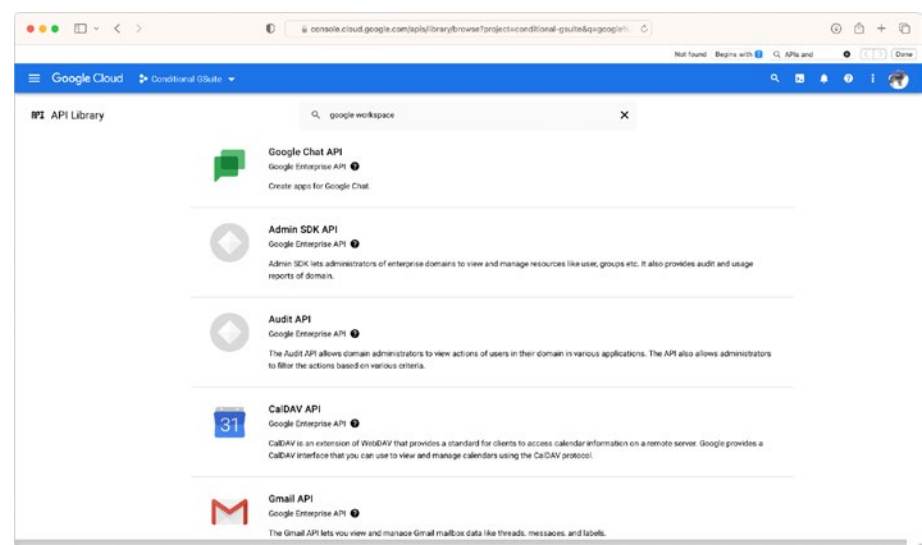 console.cloud.google.com/apis/library/browse?project=conditional-gsuite&q=google%
Not found Begins with APIs and Done
Google Cloud Conditional GSuite
API API Library
google workspace
Google Chat API
Google Enterprise API
Create apps for Google Chat.
Admin SDK API
Google Enterprise API
Admin SDK lets administrators of enterprise domains to view and manage resources like user, groups etc. It also provides audit and usage
reports of domain.
Audit API
Google Enterprise API
The Audit API allows domain administrators to view actions of users in their domain in various applications. The API also allows administrators
to filter the actions based on various criteria.
31
CalDAV API
Google Enterprise API
CalDAV is an extension of WebDAV that provides a standard for clients to access calendar information on a remote server. Google provides a
CalDAV interface that you can use to view and manage calendars using the CalDAV protocol.
Gmail API
Google Enterprise API
The Gmail API lets you view and manage Gmail mailbox data like threads, messages, and labels.